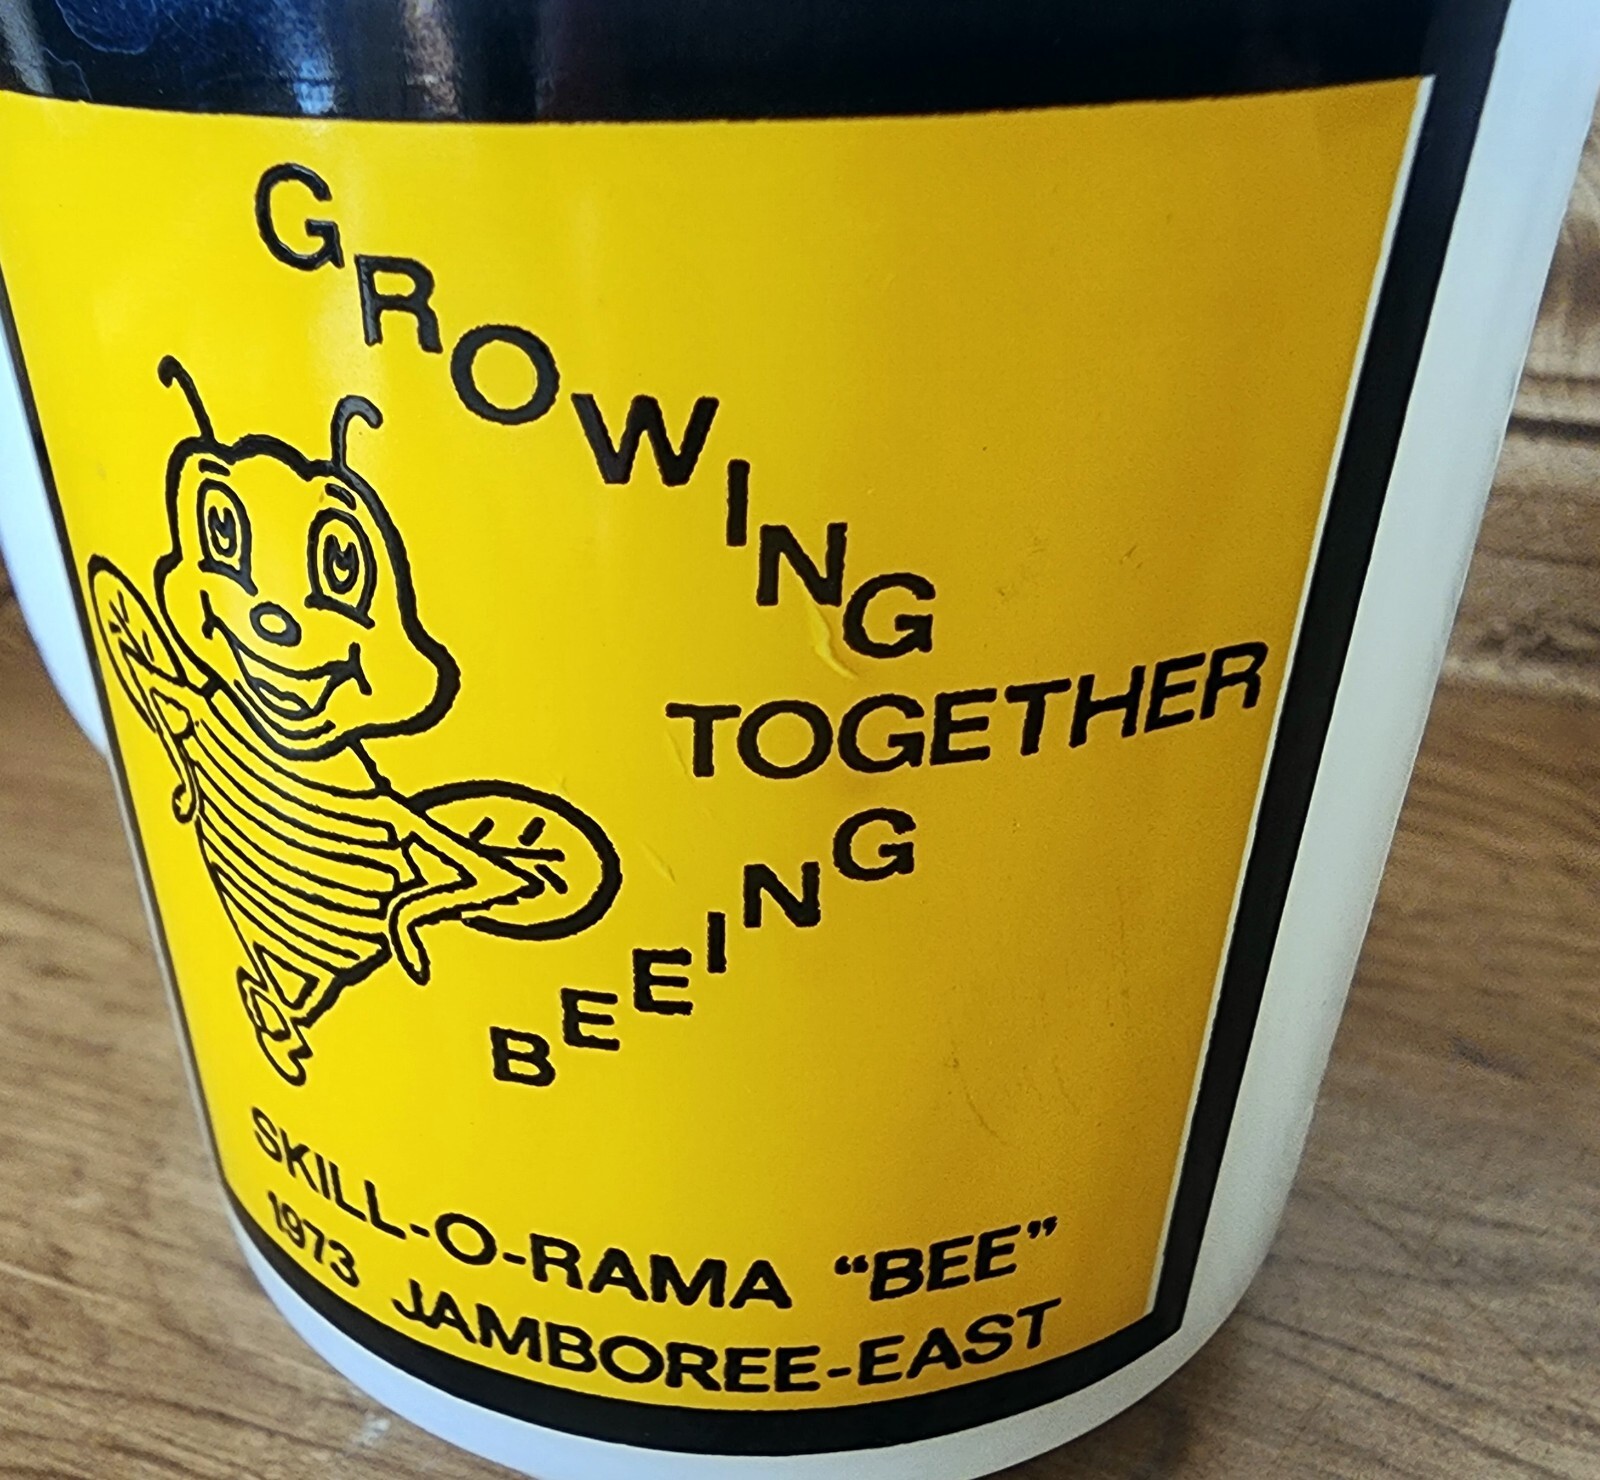 GROWING
TOGETHER
BEEING
SKILL-O-RAMA “BEE”
1973 JAMBOREE-EAST